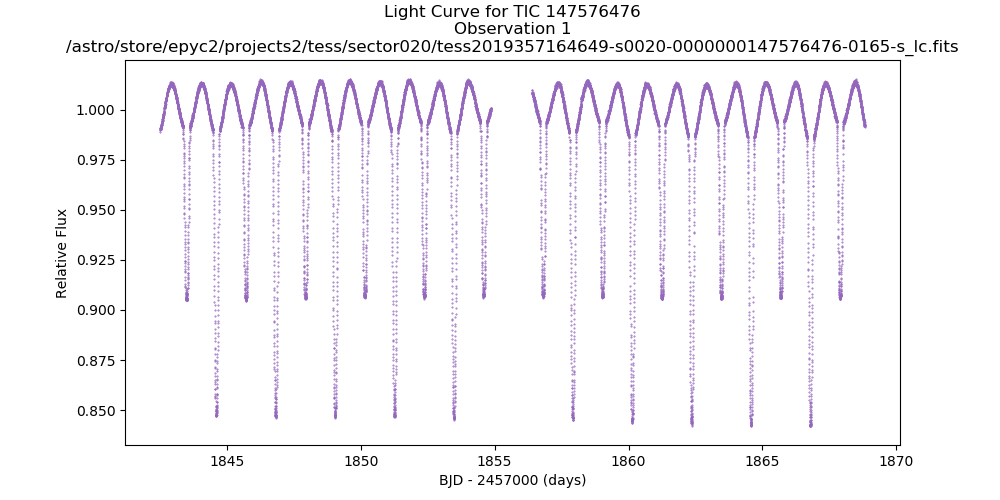 Light Curve for TIC 147576476
Observation 1
/astro/store/epyc2/projects2/tess/sector020/tess2019357164649-s0020-0000000147576476-0165-s_lc.fits
1.000
0.975
0.950
0.925
0.900
0.875
0.850
Relative Flux
1845
1850
1855
1860
1865
1870
BJD - 2457000 (days)